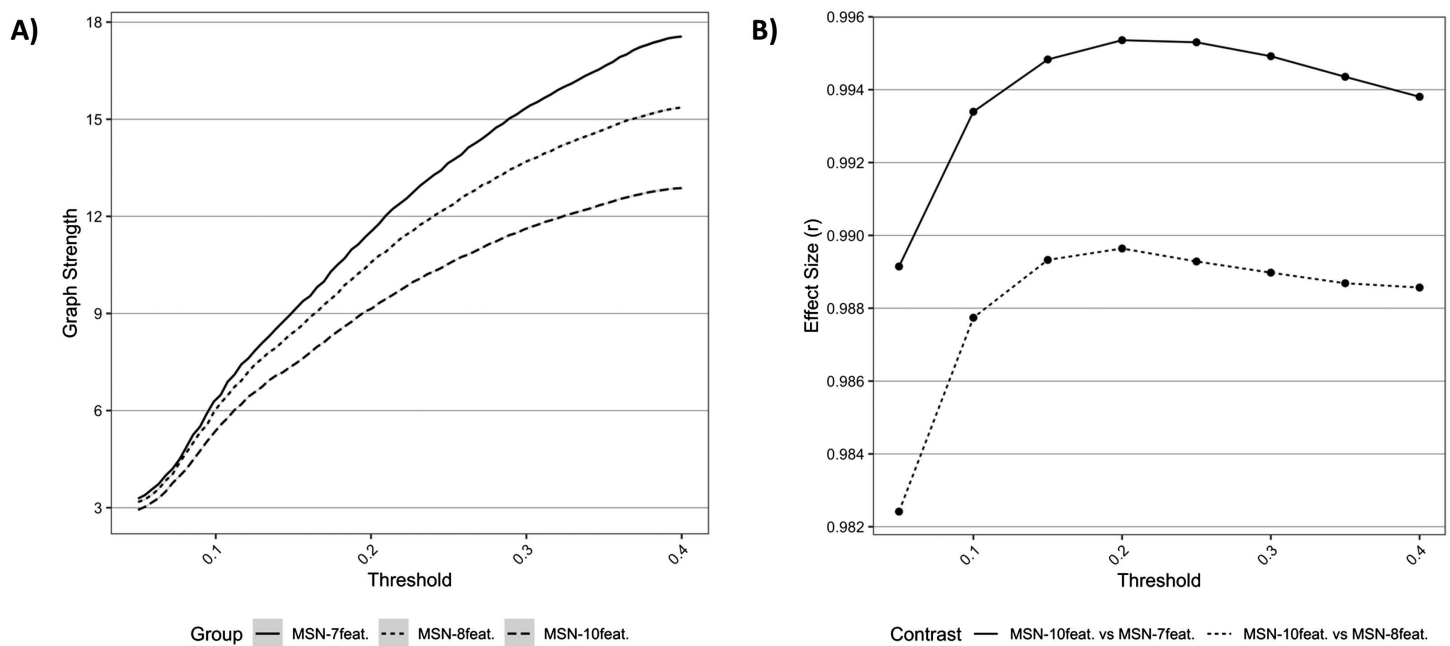 A)
18
15
12
9
6
3
Graph Strength
0.1
0.2
0.3
0.4
Threshold
Group MSN-7feat. MSN-8feat. MSN-10feat.
B)
0.996
0.994
0.992
0.990
0.988
0.986
0.984
0.982
Effect Size (r)
0.1
0.2
0.3
0.4
Threshold
Contrast MSN-10feat. vs MSN-7feat. MSN-10feat. vs MSN-8feat.